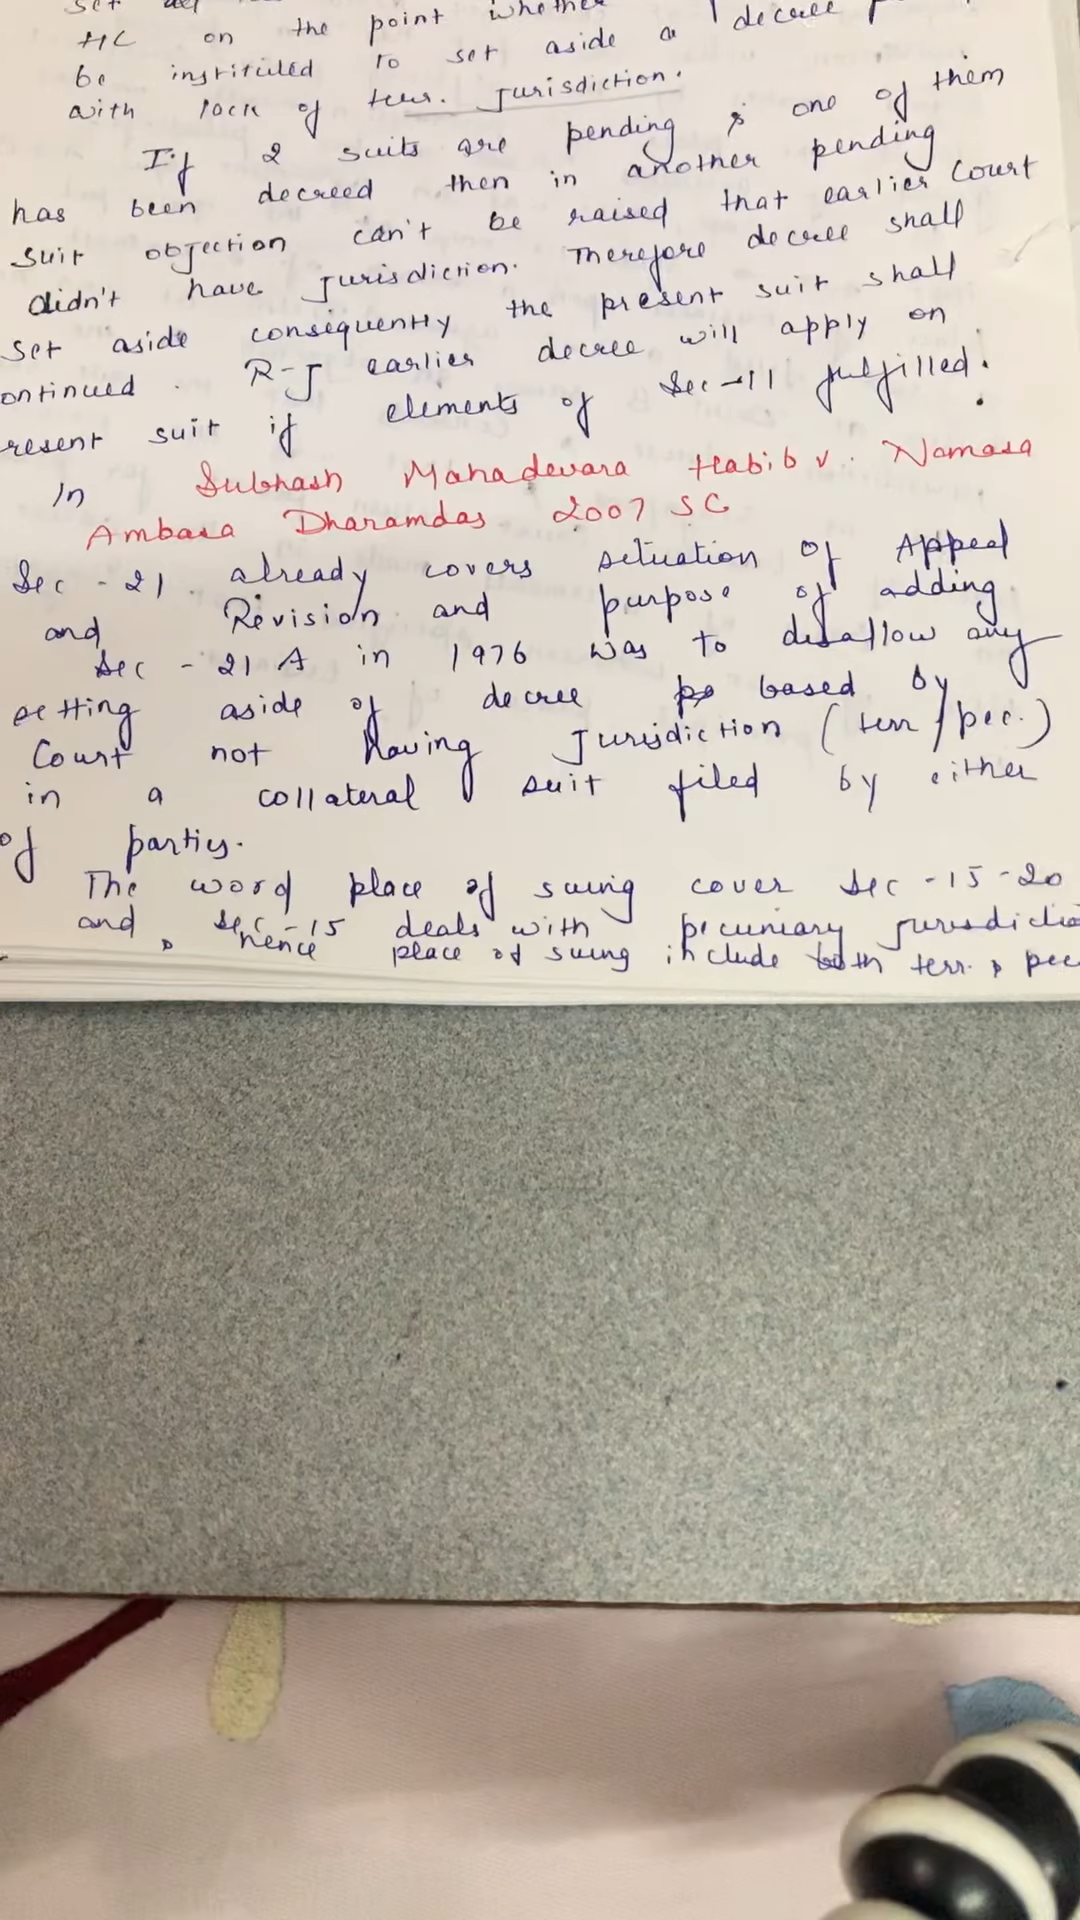 HC on the point whether
be instituted to set aside a decree
with lack of terr. Jurisdiction.
If 2 suits are pending & one of them
has been decreed then in another pending
suit objection can't be raised that earlier Court
didn't have Jurisdiction. Therefore decree shall
set aside consequently the present suit shall
ontinued. R-J earlier decree will apply on
resent suit if elements of Sec-11 fulfilled.
In Subhash Mahadevara Habib v. Namasa
Ambasa Dharamdas 2007 SC
Sec - 21 already covers situation of Appeal
and Revision and purpose of adding
Sec - 21 A in 1976 was to disallow any
setting aside of decree based by
Court not having Jurisdiction (terr/pec.)
in a collateral suit filed by either
of parties.
The word place of suing cover Sec -15-20
and Sec -15 deals with pecuniary jurisdictio
& hence place of suing include both terr. & pec